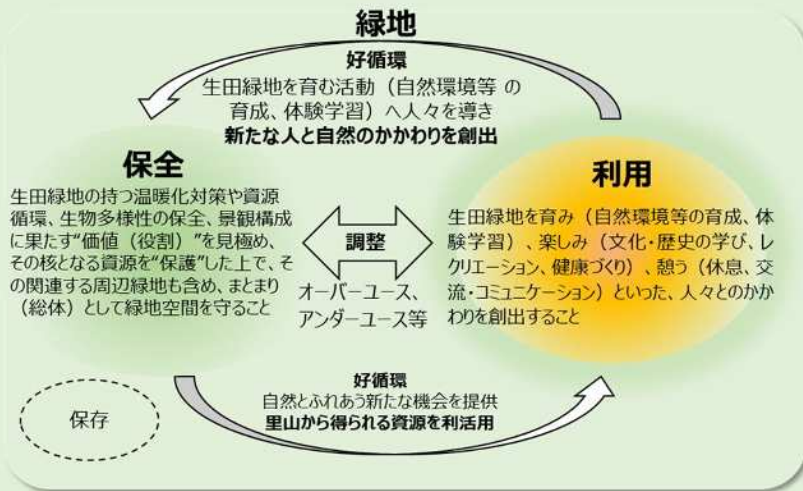 緑地
好循環
生田緑地を育む活動（自然環境等 の
育成、体験学習）へ人々を導き
新たな人と自然のかかわりを創出
保全
生田緑地の持つ温暖化対策や資源
循環、生物多様性の保全、景観構成
に果たす“価値（役割）”を見極め、
その核となる資源を“保護”した上で、そ
の関連する周辺緑地も含め、まとまり
（総体）として緑地空間を守ること
調整
オーバーユース、
アンダーユース等
利用
生田緑地を育み（自然環境等の育成、体
験学習）、楽しみ（文化・歴史の学び、レ
クリエーション、健康づくり）、憩う（休息、交
流・コミュニケーション）といった、人々とのかか
わりを創出すること
好循環
自然とふれあう新たな機会を提供
里山から得られる資源を利活用
保存